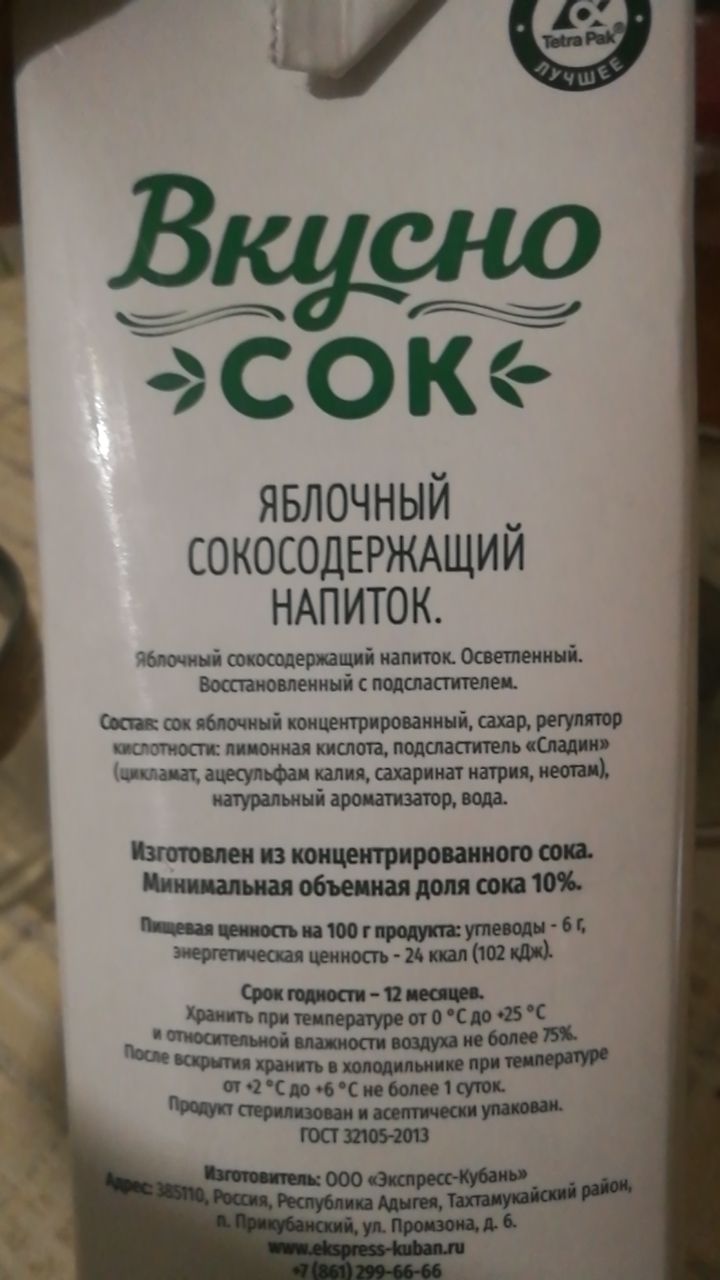 Tetra Pak®
ЛУЧШЕЕ
Вкусно
СОК
ЯБЛОЧНЫЙ
СОКОСОДЕРЖАЩИЙ
НАПИТОК.
Яблочный сокосодержащий напиток. Осветленный.
Восстановленный с подсластителем.
Состав: сок яблочный концентрированный, сахар, регулятор
кислотности: лимонная кислота, подсластитель «Сладин»
(цикламат, ацесульфам калия, сахаринат натрия, неотам),
натуральный ароматизатор, вода.
Изготовлен из концентрированного сока.
Минимальная объемная доля сока 10%.
Пищевая ценность на 100 г продукта: углеводы - 6 г,
энергетическая ценность - 24 ккал (102 кДж).
Срок годности – 12 месяцев.
Хранить при температуре от 0 °C до +25 °C
и относительной влажности воздуха не более 75%.
После вскрытия хранить в холодильнике при температуре
от +2 °C до +6 °C не более 1 суток.
Продукт стерилизован и асептически упакован.
ГОСТ 32105-2013
Изготовитель: ООО «Экспресс-Кубань»
Адрес: 385110, Россия, Республика Адыгея, Тахтамукайский район,
п. Прикубанский, ул. Промзона, д. 6.
www.ekspress-kuban.ru
+7 (861) 299-66-66